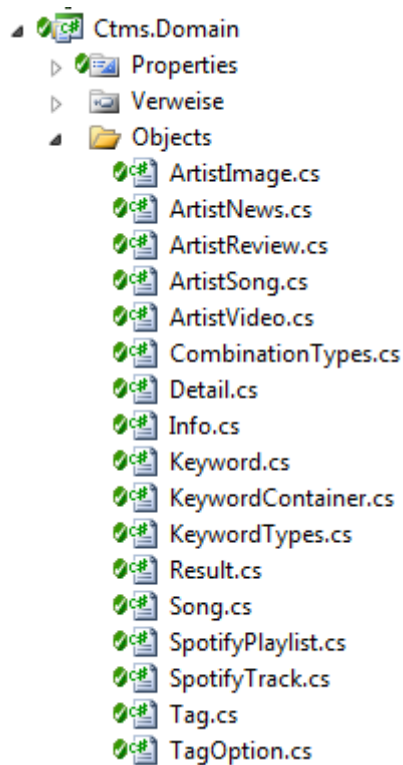 Ctms.Domain
Properties
Verweise
Objects
ArtistImage.cs
ArtistNews.cs
ArtistReview.cs
ArtistSong.cs
ArtistVideo.cs
CombinationTypes.cs
Detail.cs
Info.cs
Keyword.cs
KeywordContainer.cs
KeywordTypes.cs
Result.cs
Song.cs
SpotifyPlaylist.cs
SpotifyTrack.cs
Tag.cs
TagOption.cs